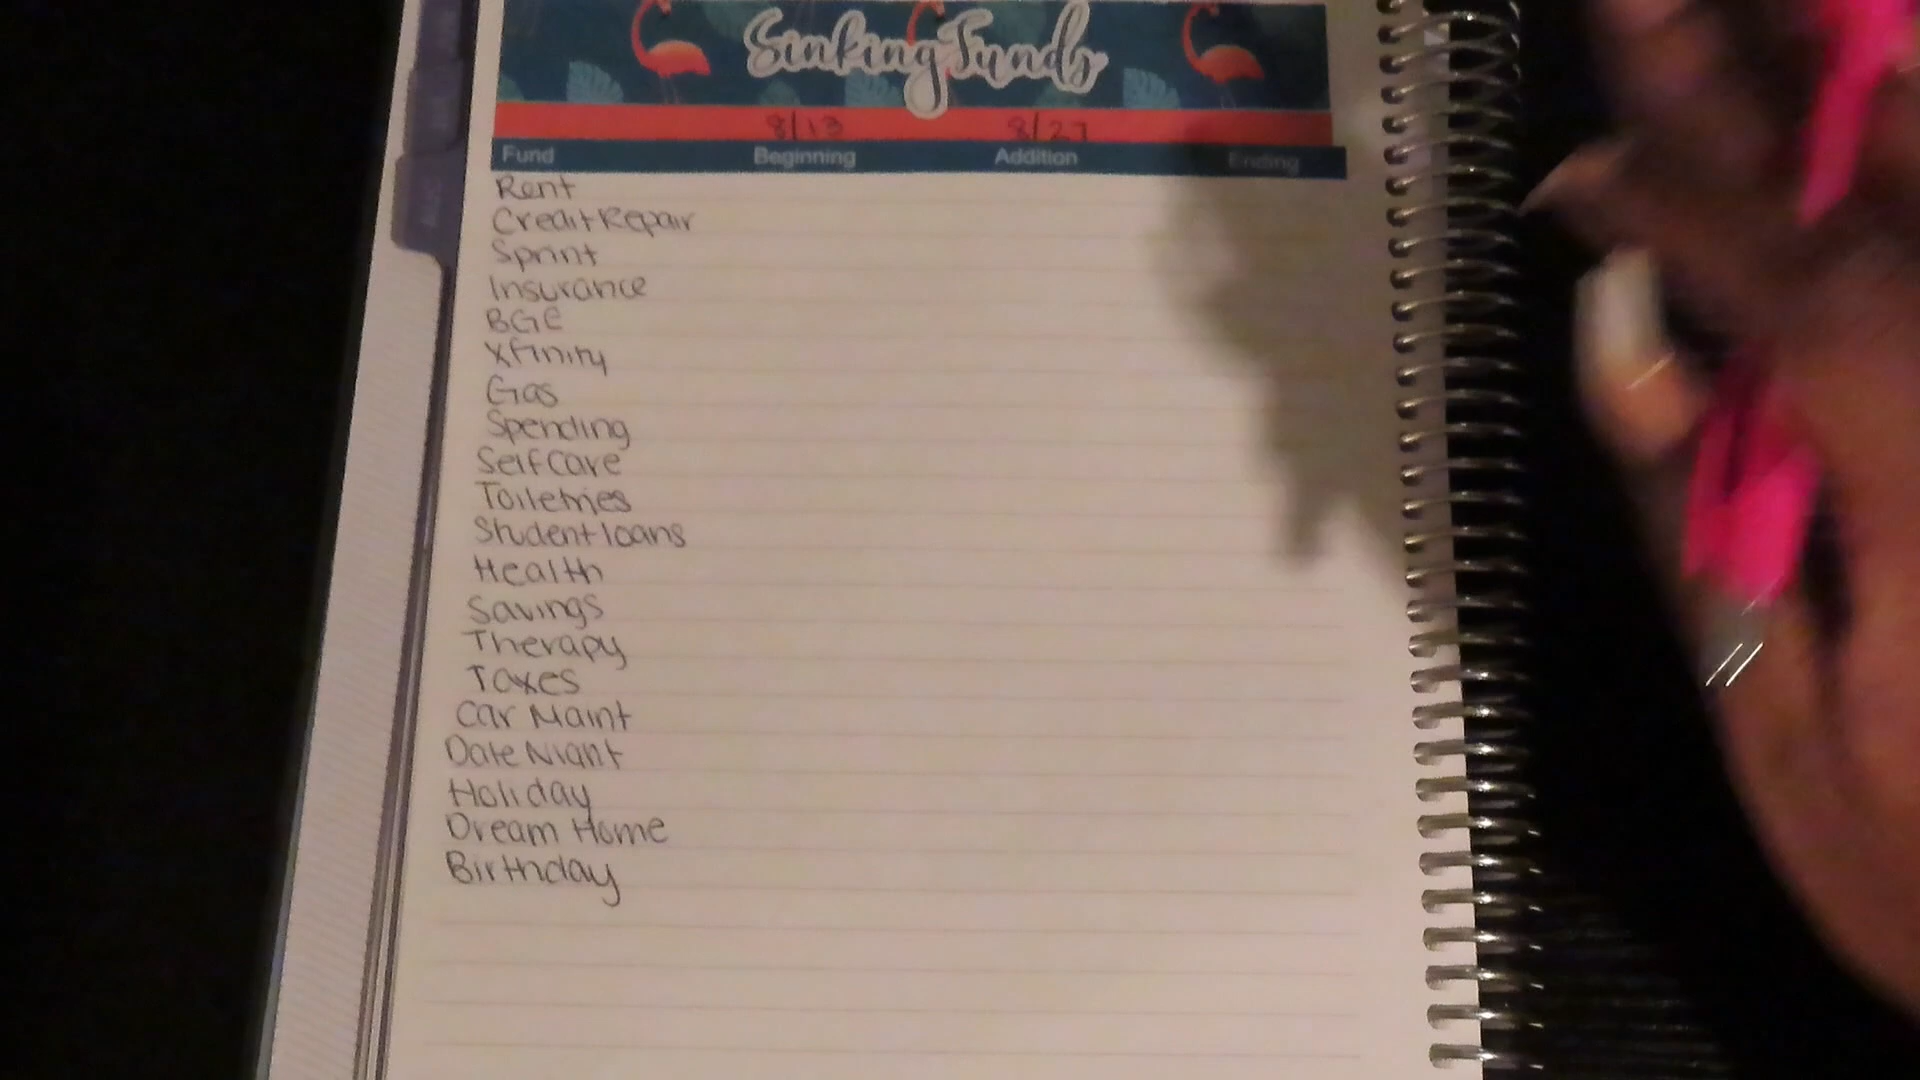 Sinking Funds
8/13 8/27
Fund Beginning Addition Ending
Rent
Credit Repair
Sprint
Insurance
BGE
Xfinity
Gas
Spending
Self Care
Toiletries
Student loans
Health
Savings
Therapy
Taxes
Car Maint
Date Night
Holiday
Dream Home
Birthday